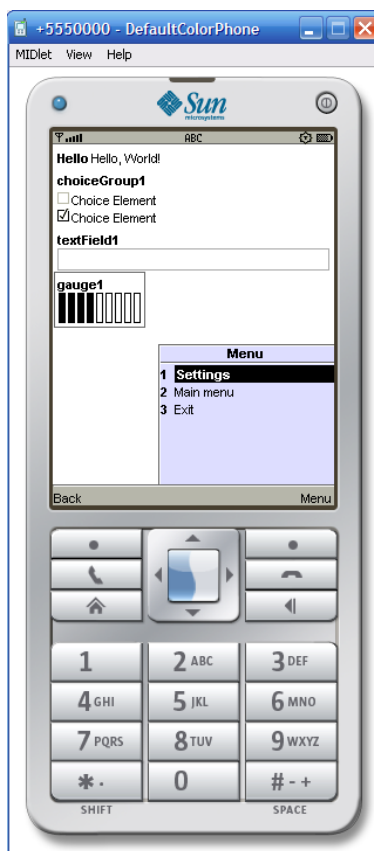 +5550000 - DefaultColorPhone
MIDlet View Help
Sun
microsystems
ABC
Hello Hello, World!
choiceGroup1
Choice Element
Choice Element
textField1
gauge1
Menu
1 Settings
2 Main menu
3 Exit
Back Menu
1 2 ABC 3 DEF
4 GHI 5 JKL 6 MNO
7 PQRS 8 TUV 9 WXYZ
* . 0 # - +
SHIFT SPACE